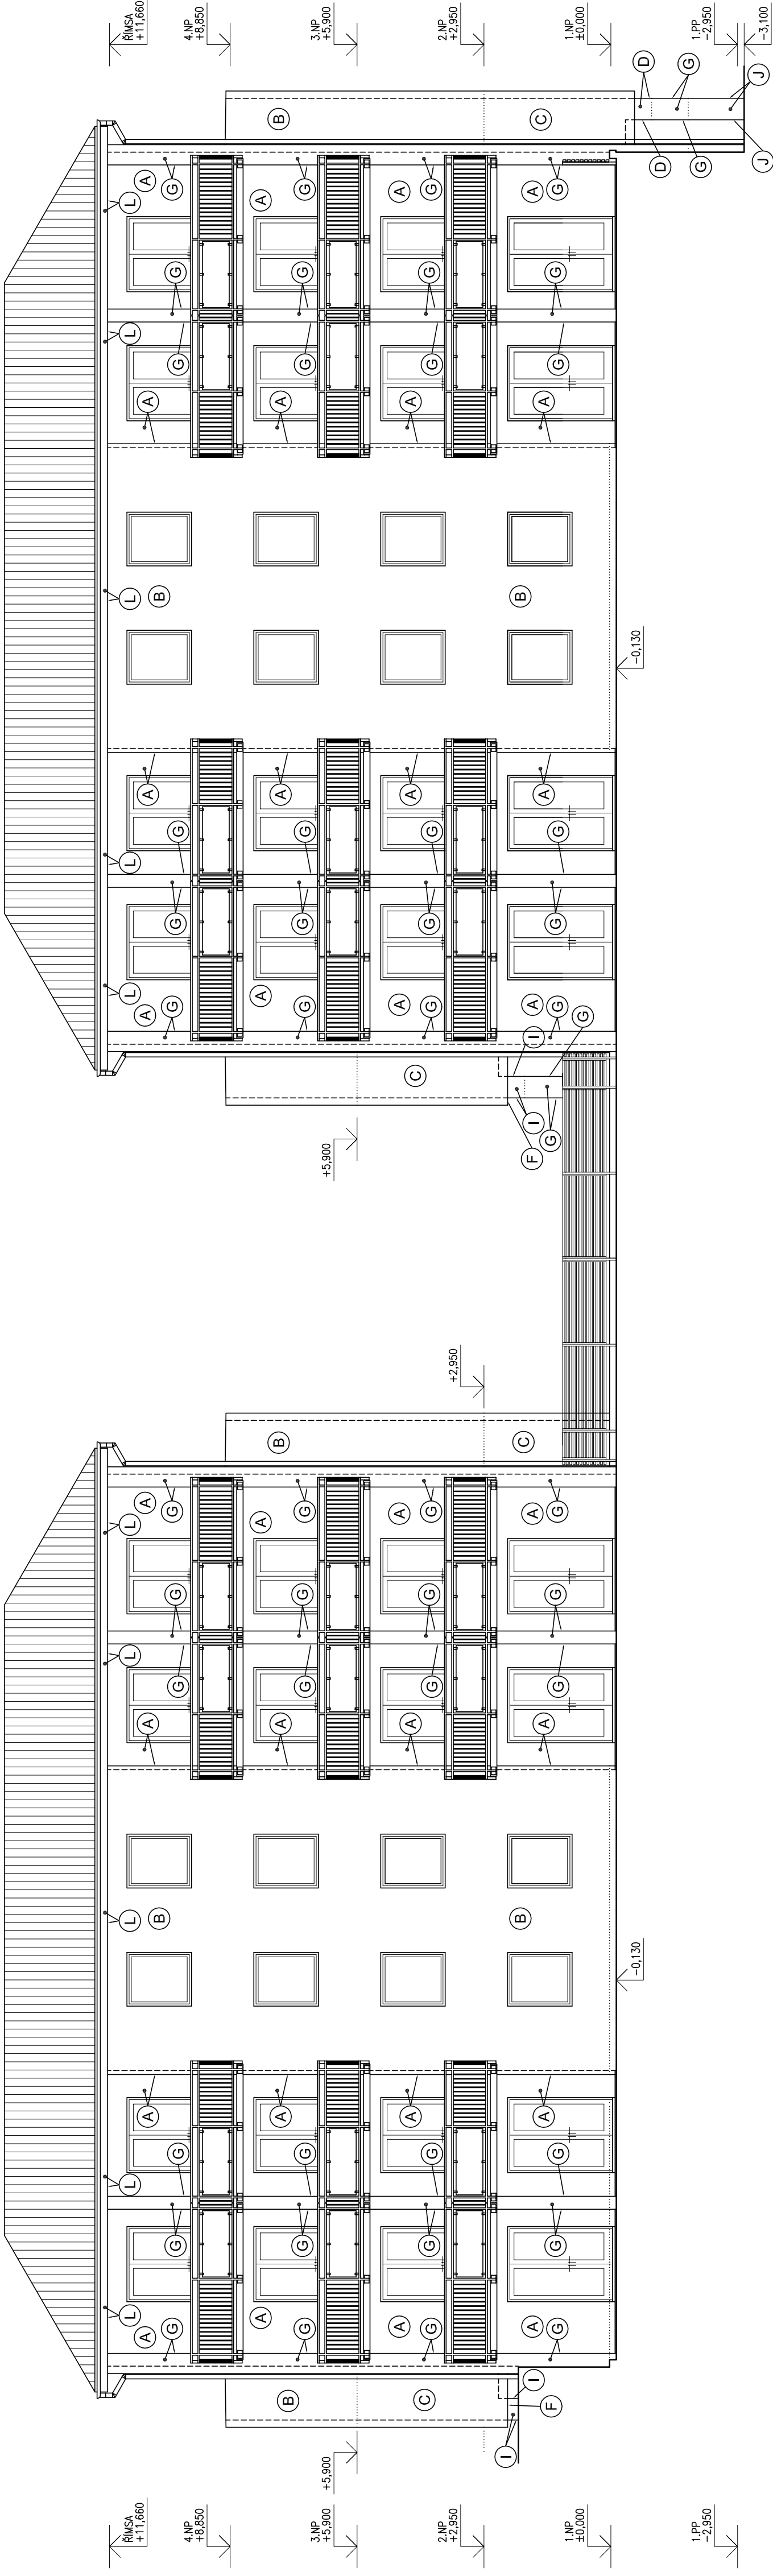 ŘÍMSA
+11,660
4.NP
+8,850
3.NP
+5,900
2.NP
+2,950
1.NP
±0,000
1.PP
-2,950
+5,900
L L L L L
A A B A A
G G G G G G
B A A A A B
G G G G G G
C A A A A
G G G G G G
I I F
A A B A A C
G G G G G G
-0,130
+2,950
+5,900
L L L L L
A A B A A
G G G G G G
A A A A B
G G G G G G
C A A A A
G G G G G G
F I I
G G
A A B A A C
G G G G G G
-0,130
D D
G G
J J
ŘÍMSA
+11,660
4.NP
+8,850
3.NP
+5,900
2.NP
+2,950
1.NP
±0,000
1.PP
-2,950
-3,100